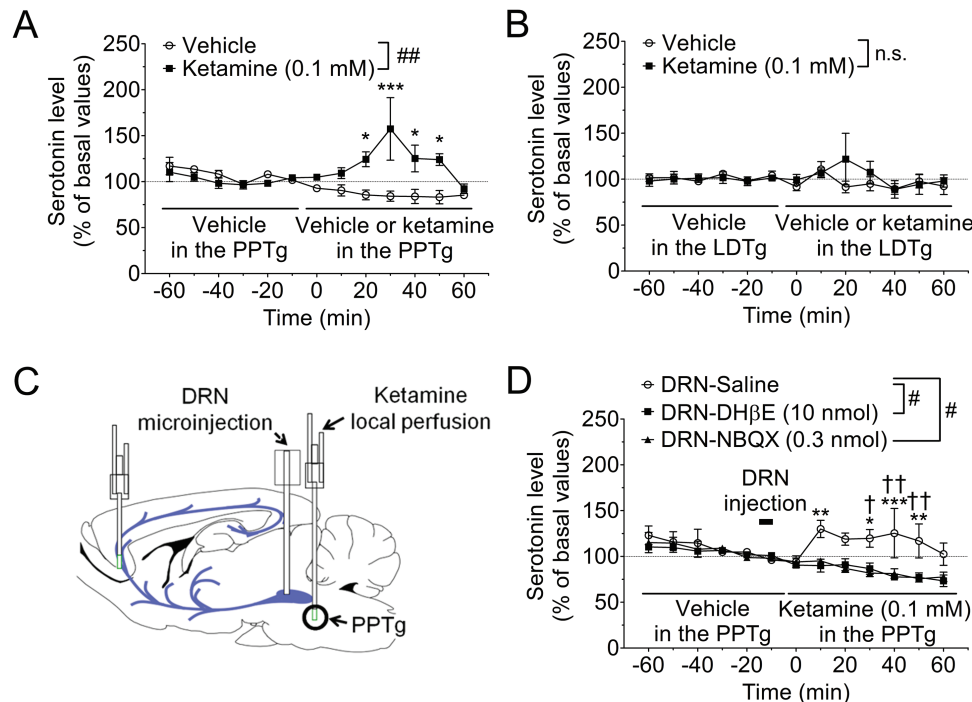 A
Serotonin level
(% of basal values)
250
200
150
100
50
0
Vehicle
Ketamine (0.1 mM)
##
***
*
*
*
Vehicle
in the PPTg
Vehicle or ketamine
in the PPTg
-60 -40 -20 0 20 40 60
Time (min)
B
Serotonin level
(% of basal values)
250
200
150
100
50
0
Vehicle
Ketamine (0.1 mM)
n.s.
Vehicle
in the LDTg
Vehicle or ketamine
in the LDTg
-60 -40 -20 0 20 40 60
Time (min)
C
DRN
microinjection
Ketamine
local perfusion
PPTg
D
DRN-Saline
DRN-DHβE (10 nmol)
DRN-NBQX (0.3 nmol)
#
#
Serotonin level
(% of basal values)
250
200
150
100
50
0
DRN
injection
**
†
*
††
***
††
**
Vehicle
in the PPTg
Ketamine (0.1 mM)
in the PPTg
-60 -40 -20 0 20 40 60
Time (min)